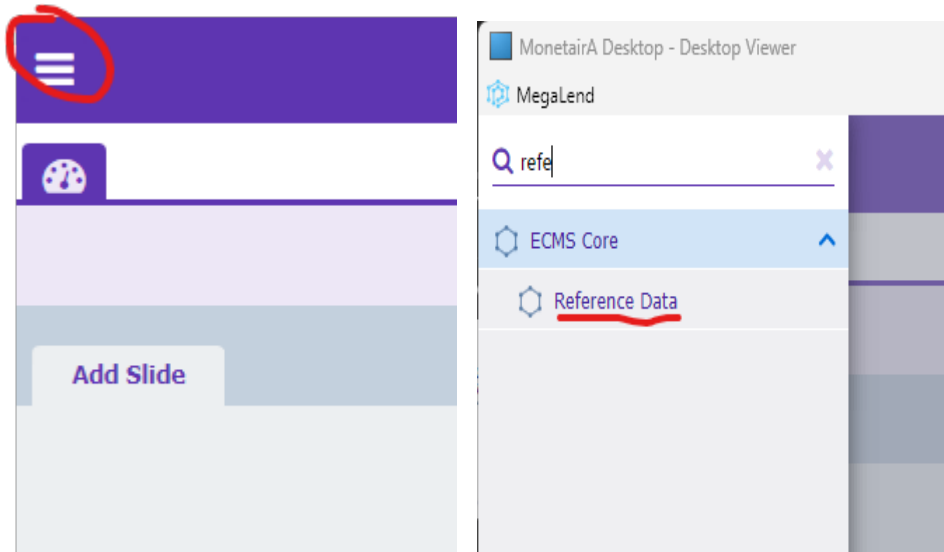 Add Slide
MonetairA Desktop - Desktop Viewer
MegaLend
refe
ECMS Core
Reference Data